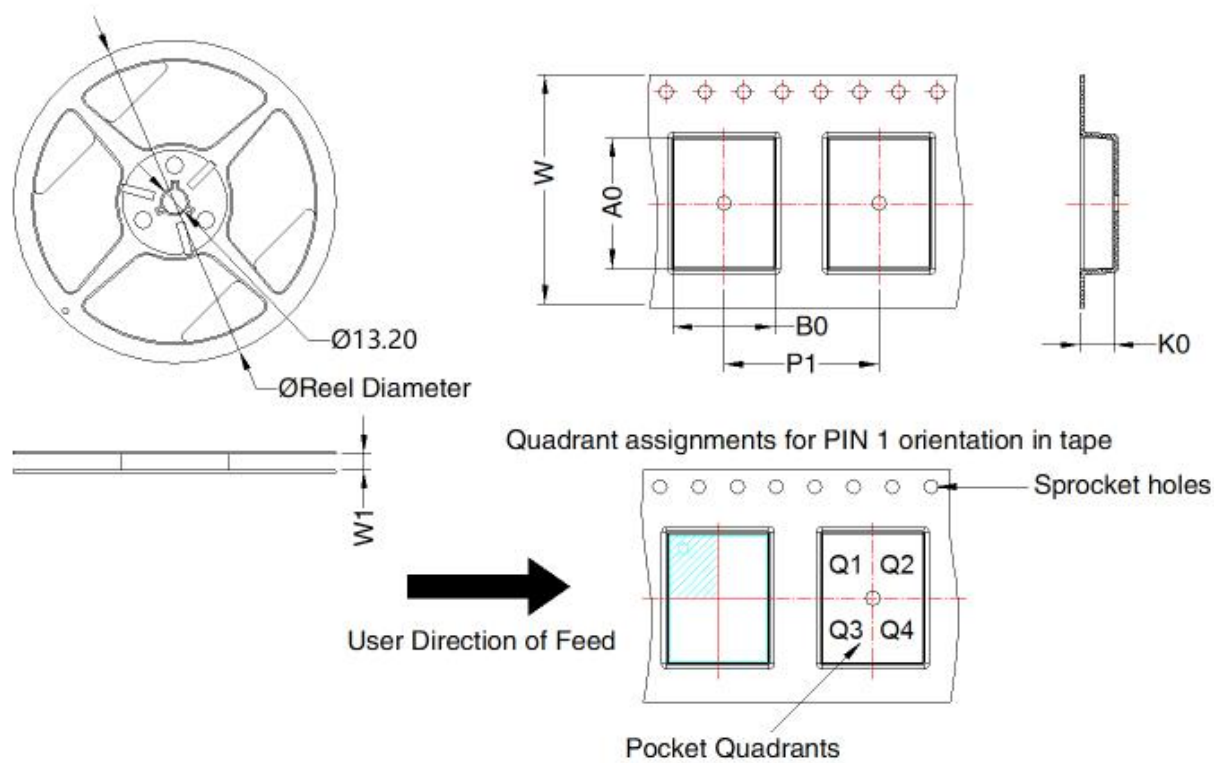 W
A0
B0
P1
K0
Ø13.20
ØReel Diameter
W1
Quadrant assignments for PIN 1 orientation in tape
Sprocket holes
Q1 Q2
Q3 Q4
User Direction of Feed
Pocket Quadrants